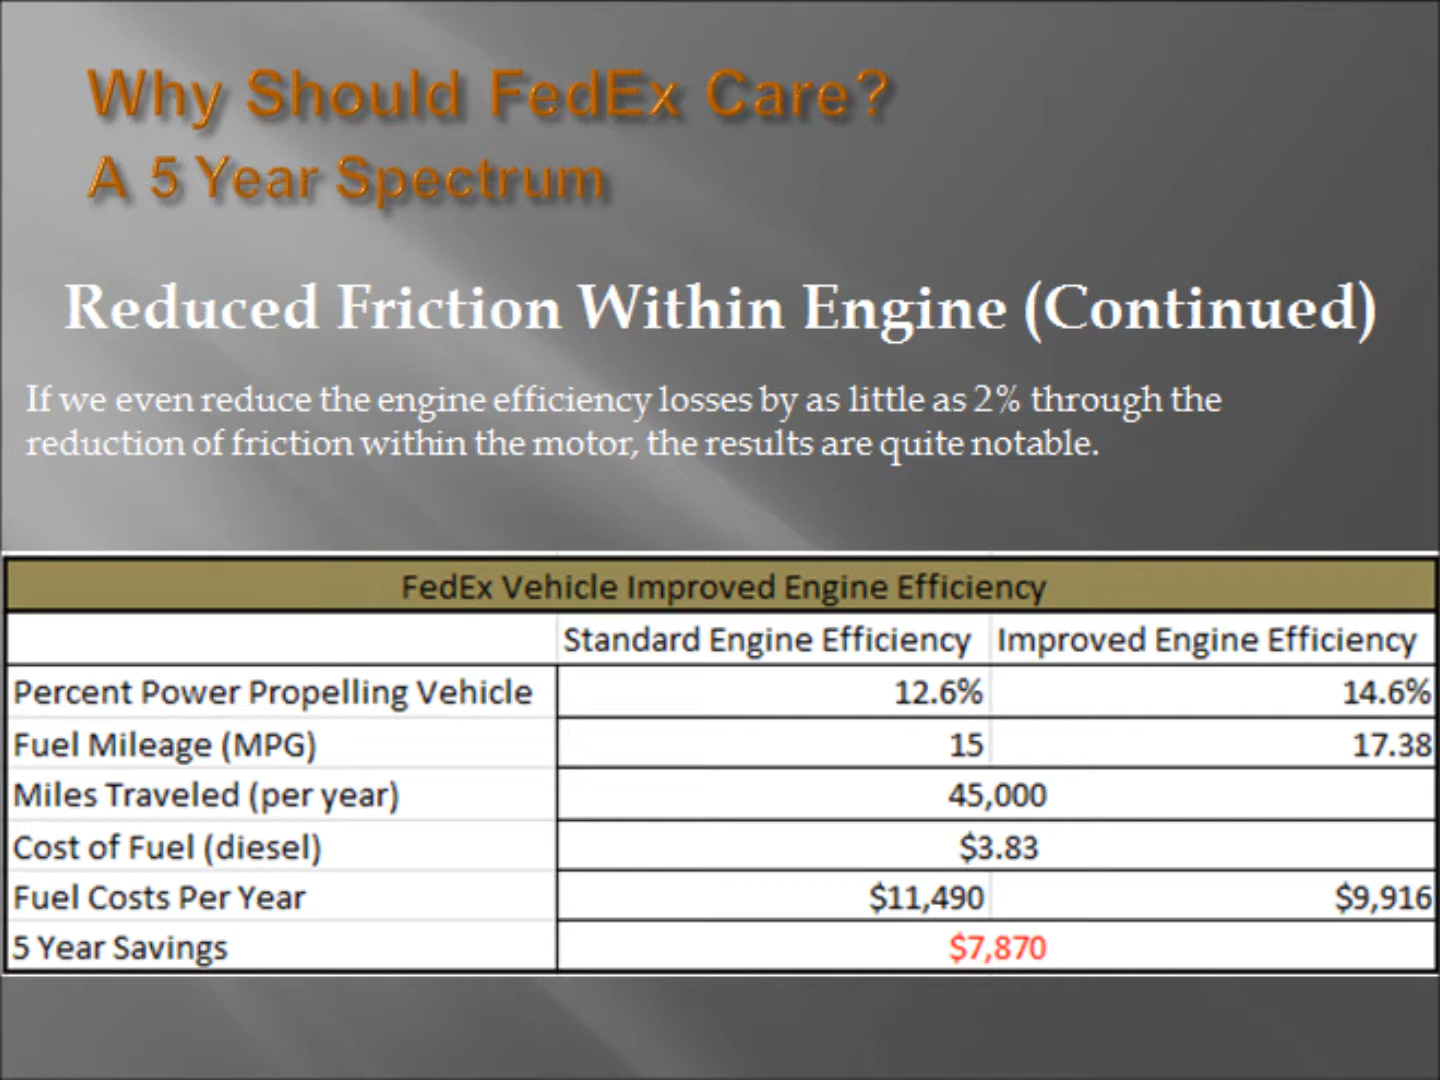 Why Should FedEx Care?
A 5 Year Spectrum
Reduced Friction Within Engine (Continued)
If we even reduce the engine efficiency losses by as little as 2% through the
reduction of friction within the motor, the results are quite notable.
FedEx Vehicle Improved Engine Efficiency
Standard Engine Efficiency Improved Engine Efficiency
Percent Power Propelling Vehicle 12.6% 14.6%
Fuel Mileage (MPG) 15 17.38
Miles Traveled (per year) 45,000
Cost of Fuel (diesel) $3.83
Fuel Costs Per Year $11,490 $9,916
5 Year Savings $7,870